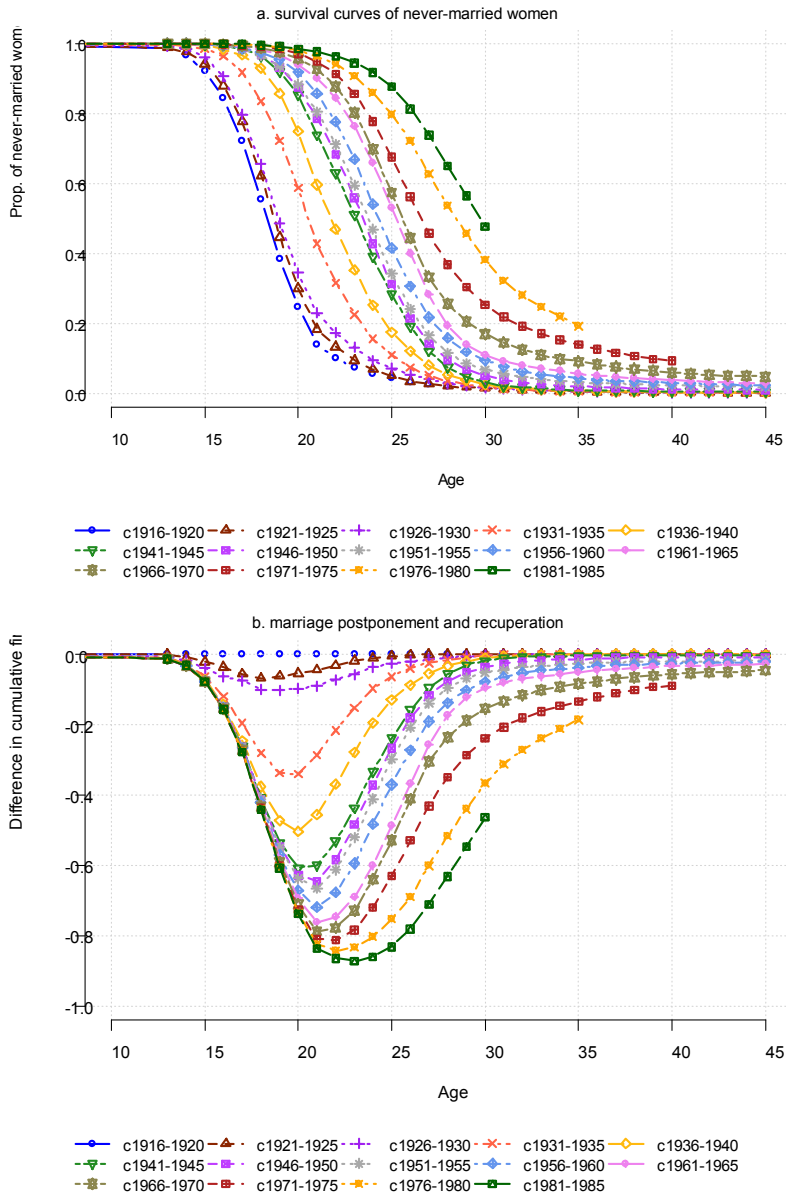 a. survival curves of never-married women
Prop. of never-married wom
1.0
0.8
0.6
0.4
0.2
0.0
10 15 20 25 30 35 40 45
Age
c1916-1920 c1921-1925 c1926-1930 c1931-1935 c1936-1940
c1941-1945 c1946-1950 c1951-1955 c1956-1960 c1961-1965
c1966-1970 c1971-1975 c1976-1980 c1981-1985
b. marriage postponement and recuperation
Difference in cumulative fi
0.0
-0.2
-0.4
-0.6
-0.8
-1.0
10 15 20 25 30 35 40 45
Age
c1916-1920 c1921-1925 c1926-1930 c1931-1935 c1936-1940
c1941-1945 c1946-1950 c1951-1955 c1956-1960 c1961-1965
c1966-1970 c1971-1975 c1976-1980 c1981-1985